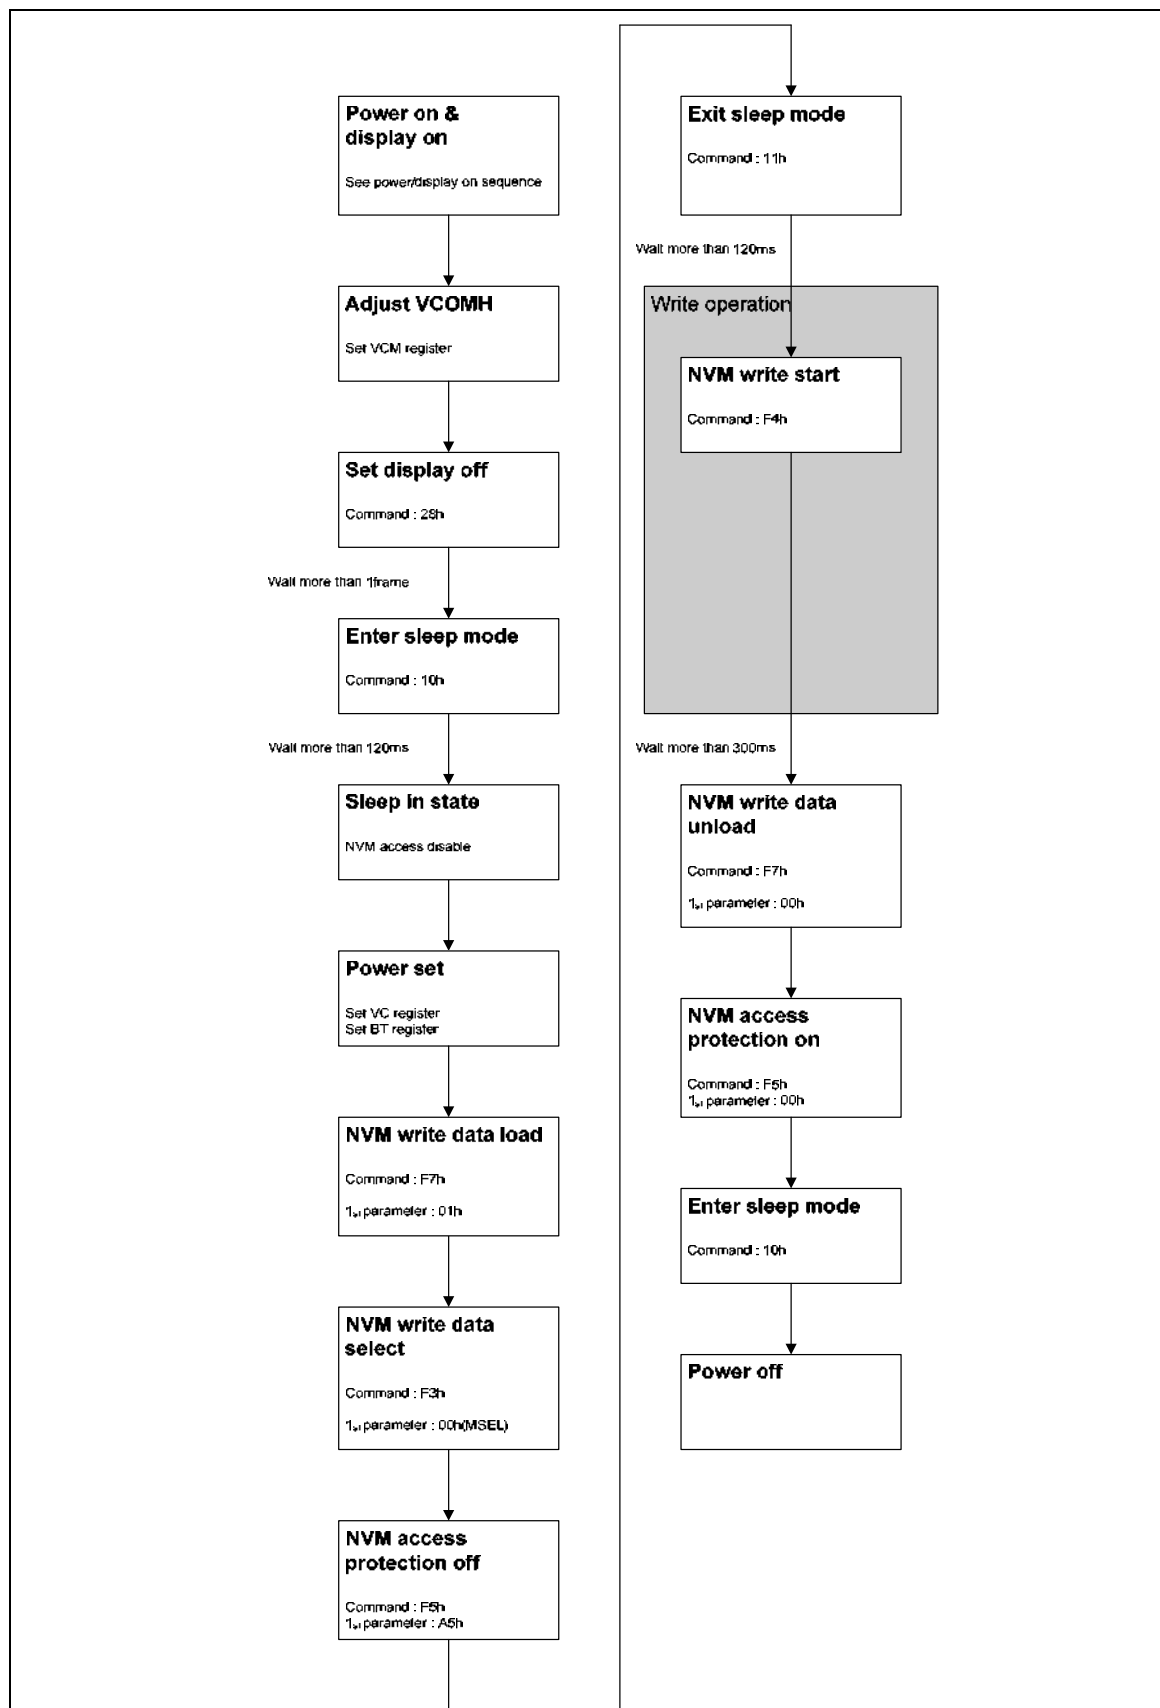 Power on &
display on
See power/display on sequence
Adjust VCOMH
Set VCM register
Set display off
Command : 28h
Wait more than 1frame
Enter sleep mode
Command : 10h
Wait more than 120ms
Sleep in state
NVM access disable
Power set
Set VC register
Set BT register
NVM write data load
Command : F7h
1st parameter : 01h
NVM write data
select
Command : F3h
1st parameter : 00h(MSEL)
NVM access
protection off
Command : F5h
1st parameter : A5h
Exit sleep mode
Command : 11h
Wait more than 120ms
Write operation
NVM write start
Command : F4h
Wait more than 300ms
NVM write data
unload
Command : F7h
1st parameter : 00h
NVM access
protection on
Command : F5h
1st parameter : 00h
Enter sleep mode
Command : 10h
Power off